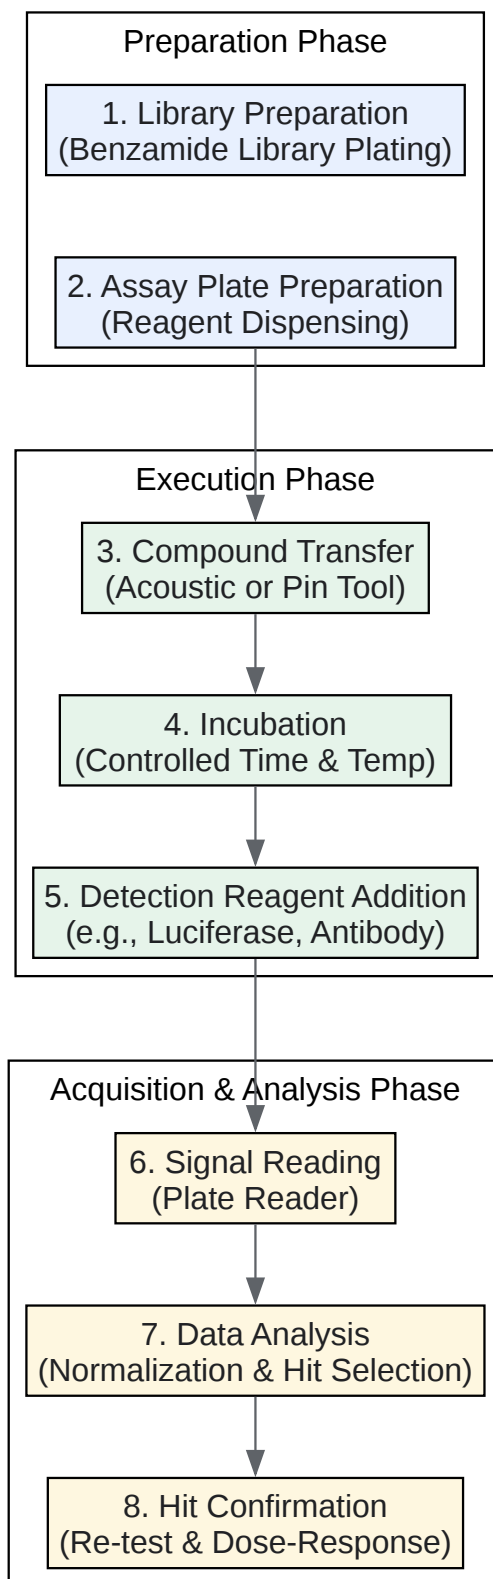 Preparation Phase
1. Library Preparation
(Benzamide Library Plating)
2. Assay Plate Preparation
(Reagent Dispensing)
Execution Phase
3. Compound Transfer
(Acoustic or Pin Tool)
4. Incubation
(Controlled Time & Temp)
5. Detection Reagent Addition
(e.g., Luciferase, Antibody)
Acquisition & Analysis Phase
6. Signal Reading
(Plate Reader)
7. Data Analysis
(Normalization & Hit Selection)
8. Hit Confirmation
(Re-test & Dose-Response)